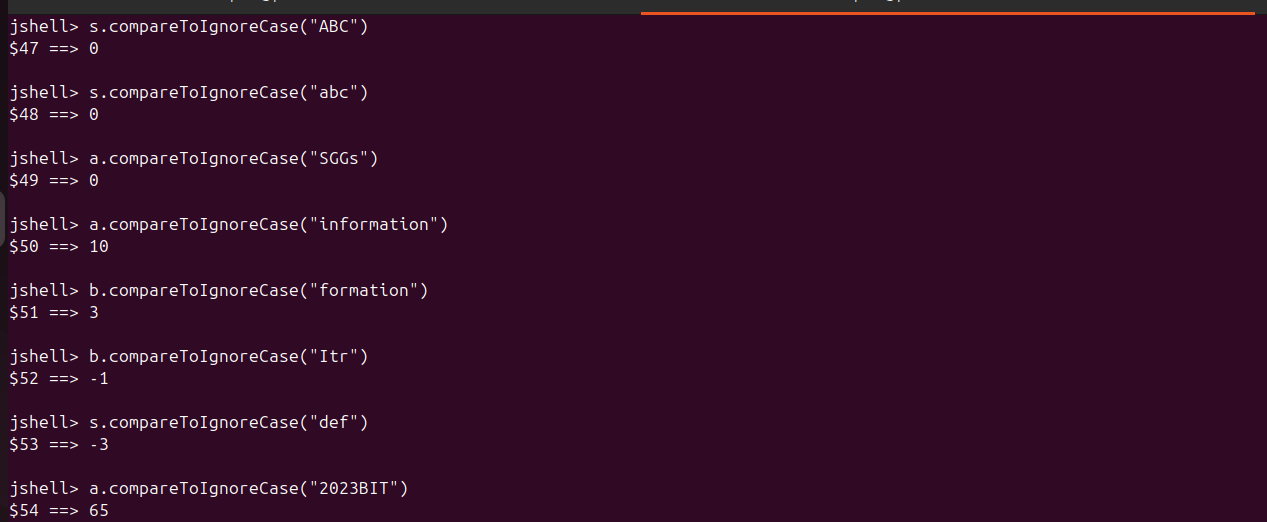 jshell> s.compareToIgnoreCase("ABC")
$47 ==> 0
jshell> s.compareToIgnoreCase("abc")
$48 ==> 0
jshell> a.compareToIgnoreCase("SGGs")
$49 ==> 0
jshell> a.compareToIgnoreCase("information")
$50 ==> 10
jshell> b.compareToIgnoreCase("formation")
$51 ==> 3
jshell> b.compareToIgnoreCase("Itr")
$52 ==> -1
jshell> s.compareToIgnoreCase("def")
$53 ==> -3
jshell> a.compareToIgnoreCase("2023BIT")
$54 ==> 65